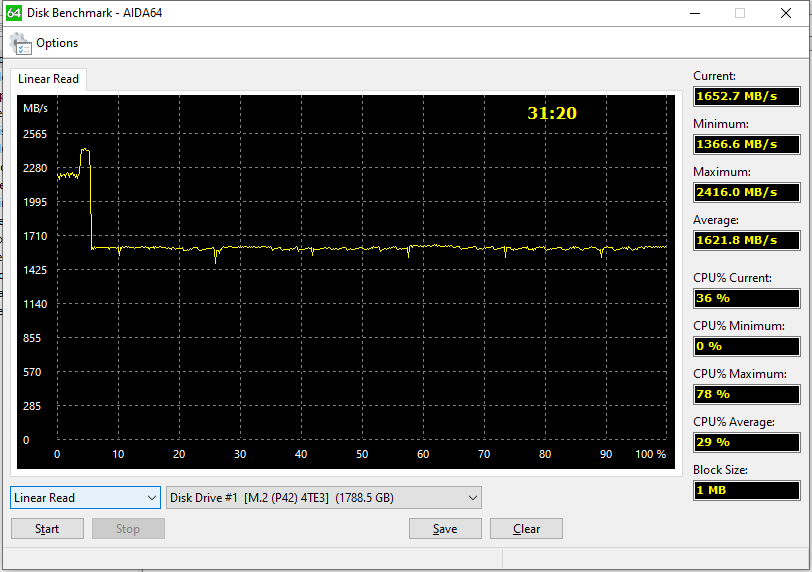 64 Disk Benchmark - AIDA64
Options
Linear Read
MB/s
31:20
2565
2280
1995
1710
1425
1140
855
570
285
0
0 10 20 30 40 50 60 70 80 90 100 %
Current:
1652.7 MB/s
Minimum:
1366.6 MB/s
Maximum:
2416.0 MB/s
Average:
1621.8 MB/s
CPU% Current:
36 %
CPU% Minimum:
0 %
CPU% Maximum:
78 %
CPU% Average:
29 %
Block Size:
1 MB
Linear Read
Disk Drive #1 [M.2 (P42) 4TE3] (1788.5 GB)
Start Stop Save Clear